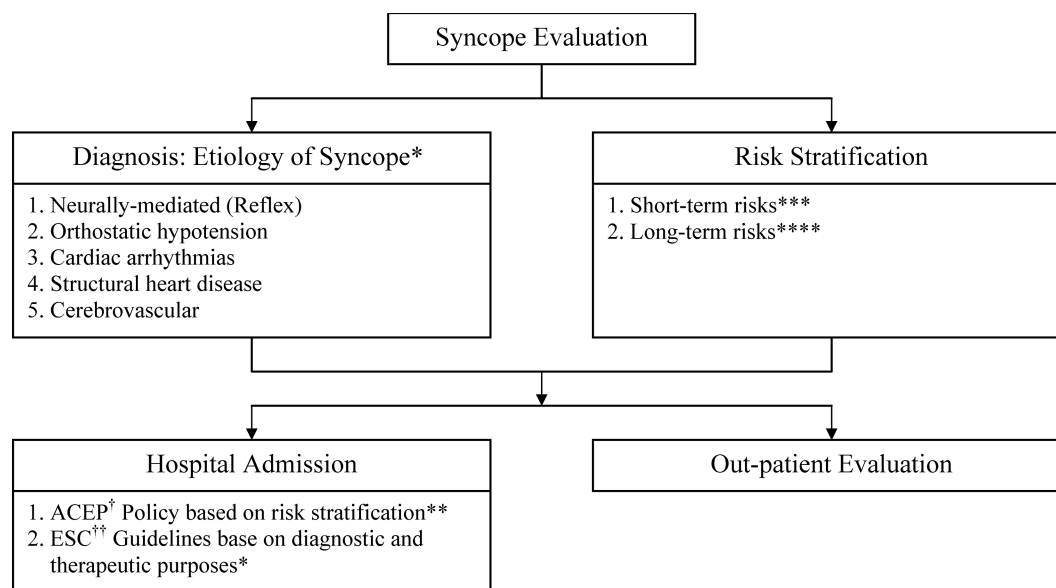 Syncope Evaluation
Diagnosis: Etiology of Syncope*
1. Neurally-mediated (Reflex)
2. Orthostatic hypotension
3. Cardiac arrhythmias
4. Structural heart disease
5. Cerebrovascular
Risk Stratification
1. Short-term risks***
2. Long-term risks****
Hospital Admission
1. ACEP† Policy based on risk stratification**
2. ESC†† Guidelines base on diagnostic and
therapeutic purposes*
Out-patient Evaluation